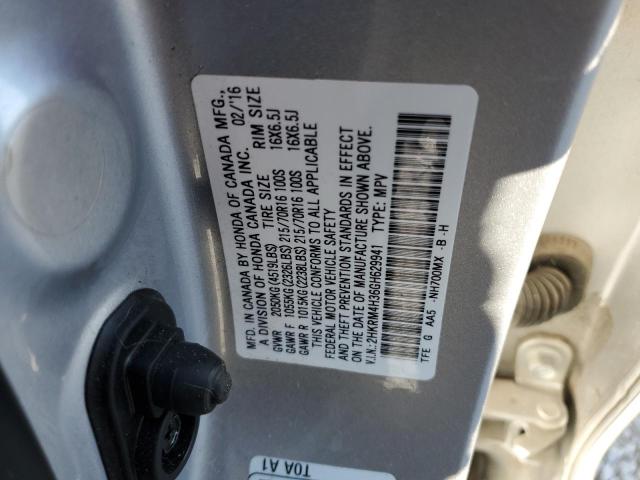 MFD. IN CANADA BY HONDA OF CANADA MFG.,
A DIVISION OF HONDA CANADA INC. 02/'16
GVWR 2050KG (4519LBS) TIRE SIZE RIM SIZE
GAWR F 1055KG (2326LBS) 215/70R16 100S 16X6.5J
GAWR R 1015KG (2238LBS) 215/70R16 100S 16X6.5J
THIS VEHICLE CONFORMS TO ALL APPLICABLE
FEDERAL MOTOR VEHICLE SAFETY
AND THEFT PREVENTION STANDARDS IN EFFECT
ON THE DATE OF MANUFACTURE SHOWN ABOVE.
V.I.N.: 2HKRM4H36GH629941 TYPE: MPV
TFE G AA5 -NH700MX -B -H
T0A A1